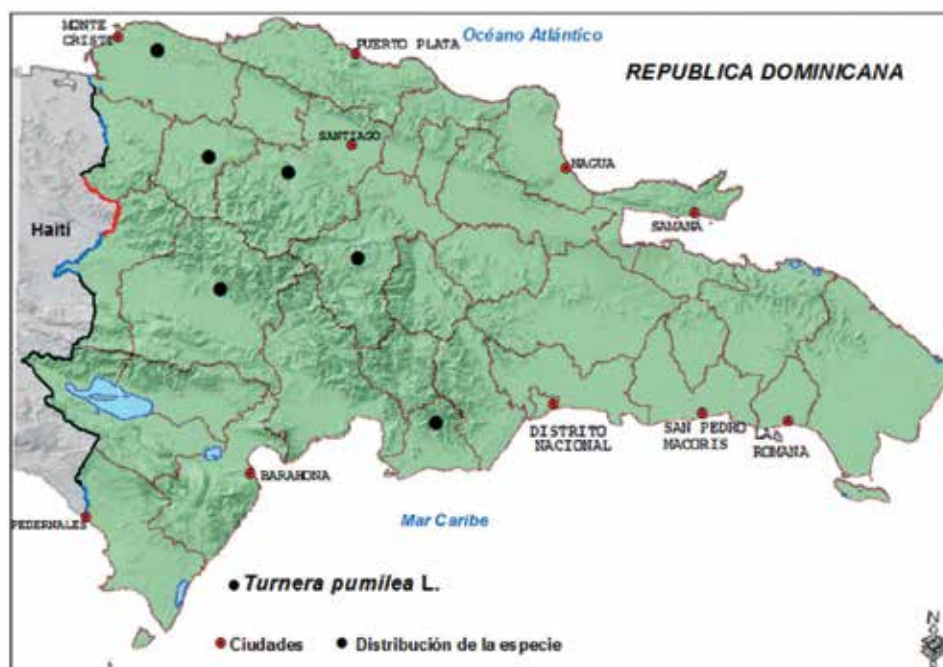 MONTE
CRISTI
PUERTO PLATA
Océano Atlántico
REPUBLICA DOMINICANA
SANTIAGO
NAGUA
SAMANA
Haití
DISTRITO
NACIONAL
SAN PEDRO
MACORIS
LA
ROMANA
BARAHONA
PEDERNALES
Mar Caribe
Turnera pumilea L.
Ciudades
Distribución de la especie
N